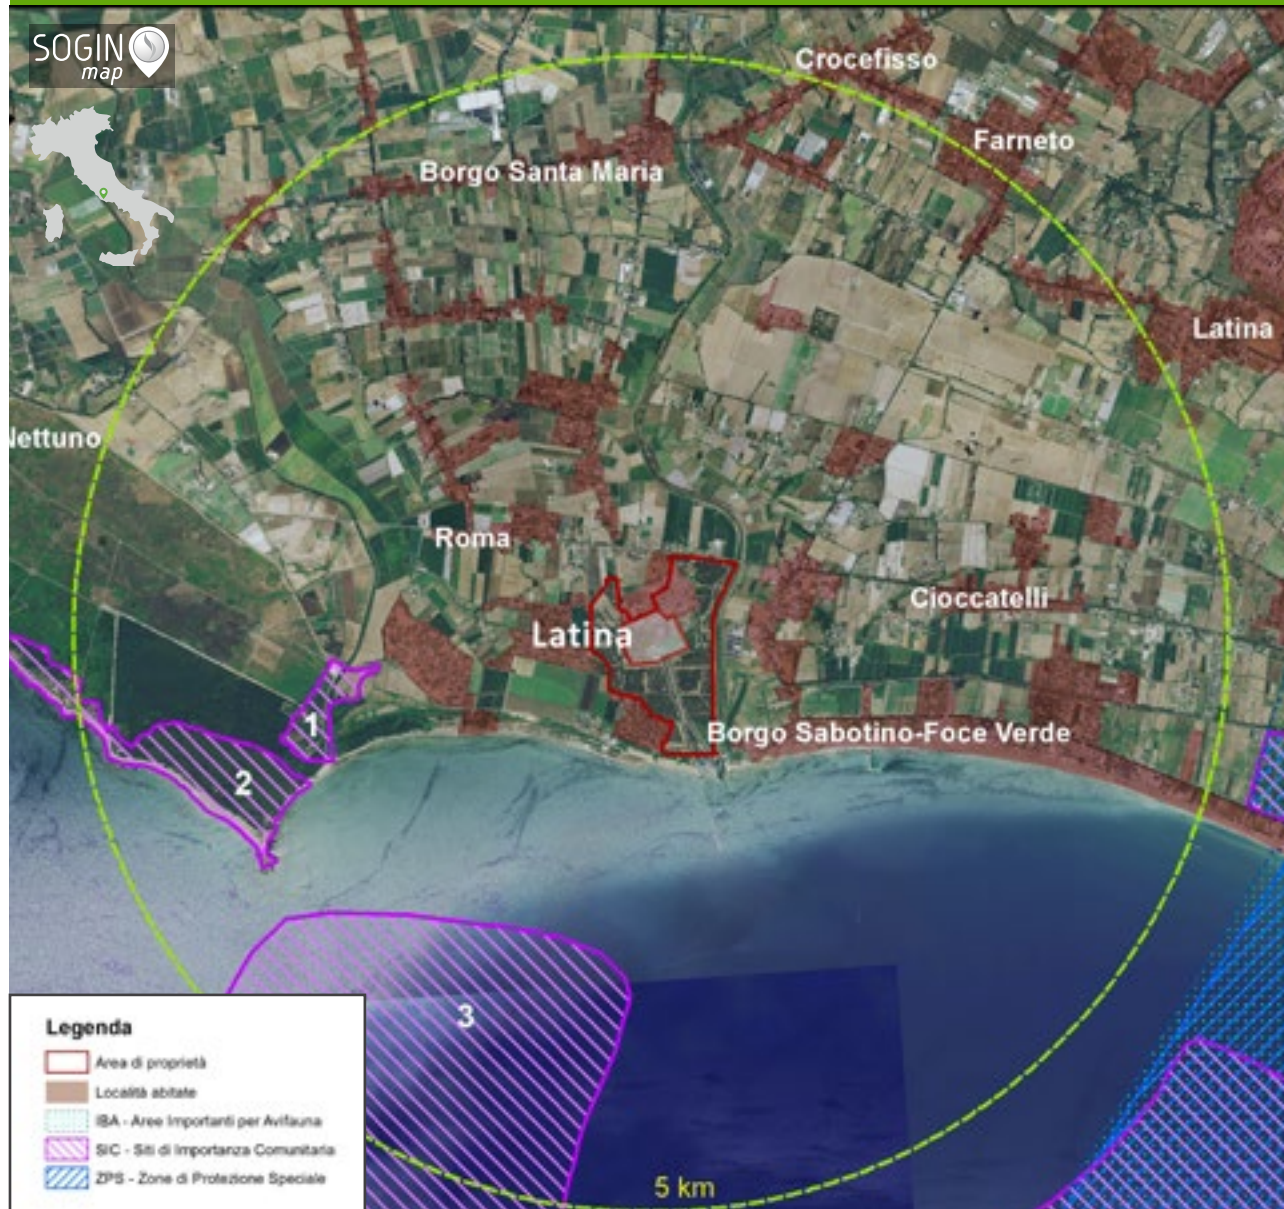 SOGIN
map
Crocefisso
Farneto
Borgo Santa Maria
Latina
Nettuno
Roma
Cioccatelli
Latina
Borgo Sabotino-Foce Verde
1
2
3
5 km
Legenda
Area di proprietà
Località abitate
IBA - Aree Importanti per Avifauna
SIC - Siti di Importanza Comunitaria
ZPS - Zone di Protezione Speciale